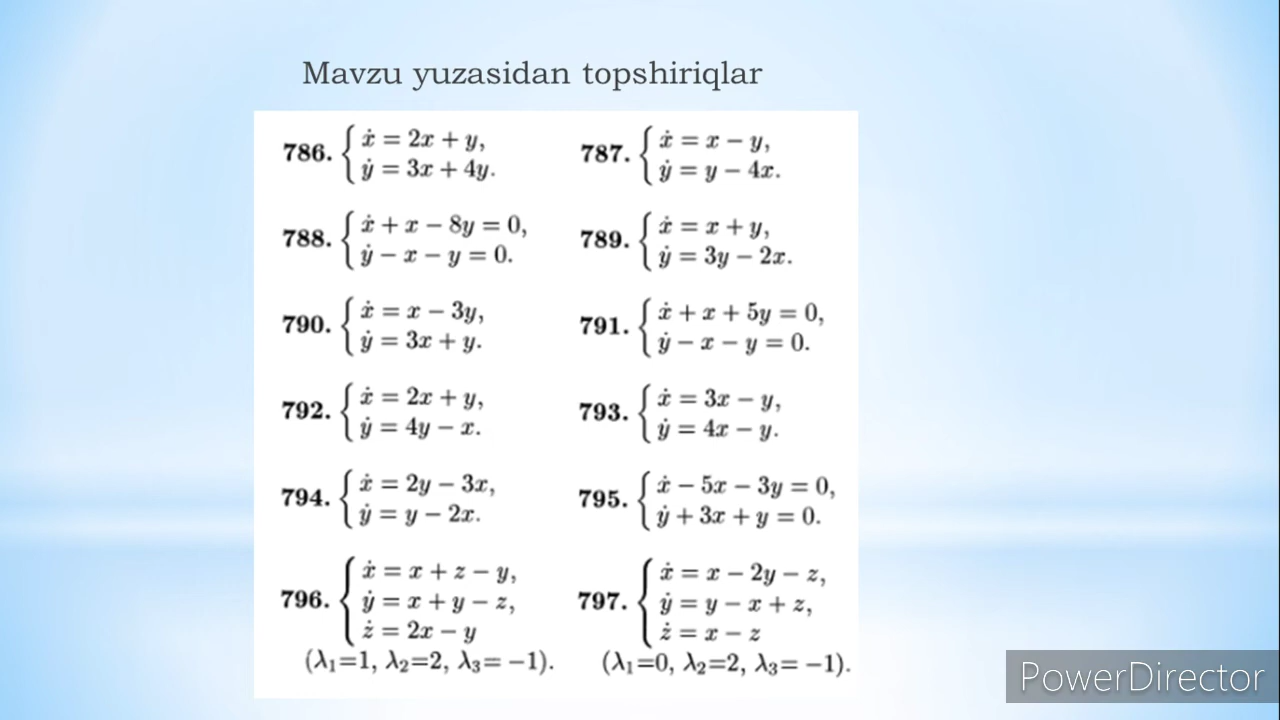 Mavzu yuzasidan topshiriqlar
786. { ẋ = 2x + y,
ẏ = 3x + 4y.
787. { ẋ = x − y,
ẏ = y − 4x.
788. { ẋ + x − 8y = 0,
ẏ − x − y = 0.
789. { ẋ = x + y,
ẏ = 3y − 2x.
790. { ẋ = x − 3y,
ẏ = 3x + y.
791. { ẋ + x + 5y = 0,
ẏ − x − y = 0.
792. { ẋ = 2x + y,
ẏ = 4y − x.
793. { ẋ = 3x − y,
ẏ = 4x − y.
794. { ẋ = 2y − 3x,
ẏ = y − 2x.
795. { ẋ − 5x − 3y = 0,
ẏ + 3x + y = 0.
796. { ẋ = x + z − y,
ẏ = x + y − z,
ż = 2x − y
(λ₁=1, λ₂=2, λ₃= −1).
797. { ẋ = x − 2y − z,
ẏ = y − x + z,
ż = x − z
(λ₁=0, λ₂=2, λ₃= −1).
PowerDirector